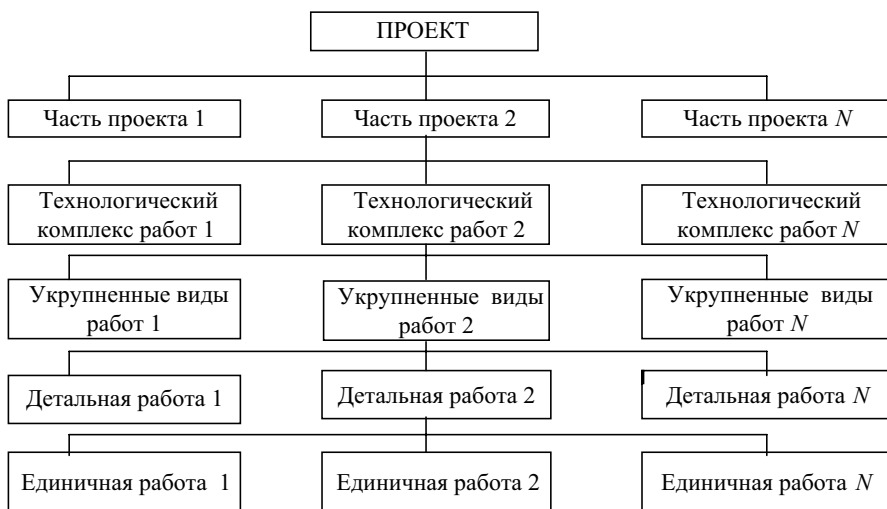 ПРОЕКТ
Часть проекта 1
Часть проекта 2
Часть проекта N
Технологический
комплекс работ 1
Технологический
комплекс работ 2
Технологический
комплекс работ N
Укрупненные виды
работ 1
Укрупненные виды
работ 2
Укрупненные виды
работ N
Детальная работа 1
Детальная работа 2
Детальная работа N
Единичная работа 1
Единичная работа 2
Единичная работа N